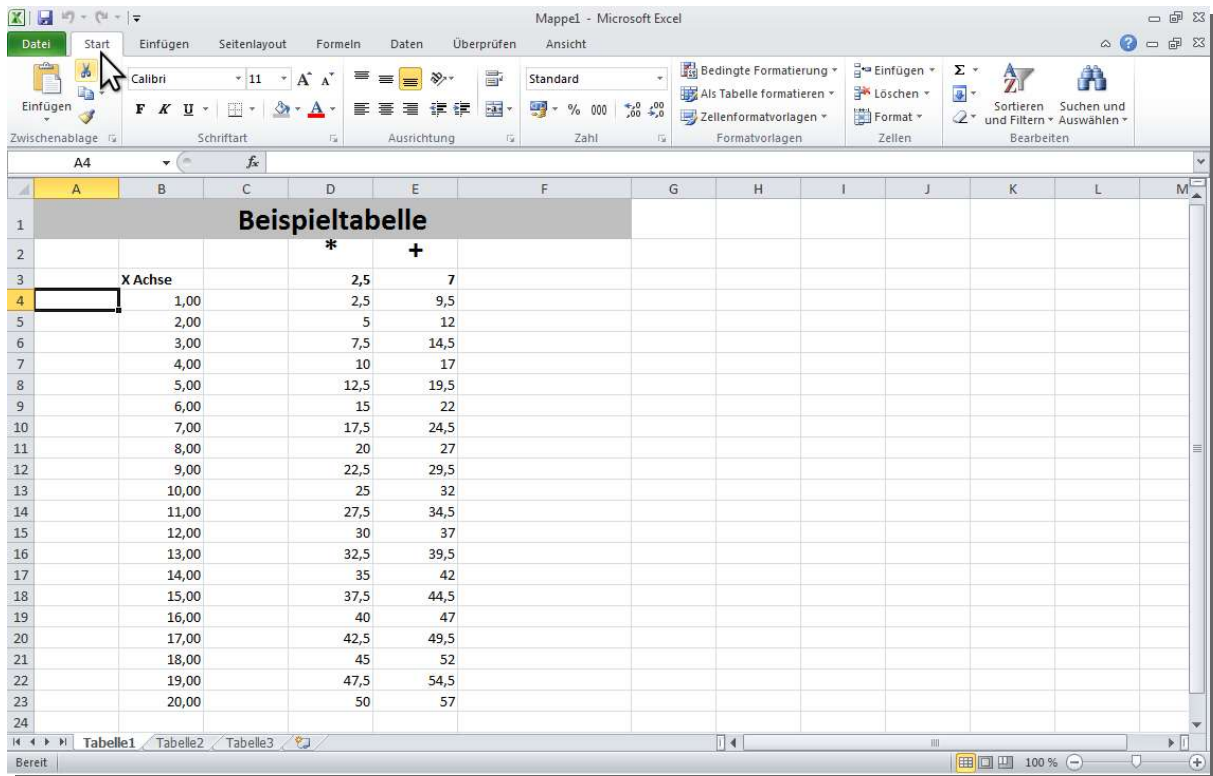 Mappe1 - Microsoft Excel
Datei Start Einfügen Seitenlayout Formeln Daten Überprüfen Ansicht
Calibri 11 A A Standard Bedingte Formatierung Einfügen Σ
Als Tabelle formatieren Löschen
Einfügen F K U A % 000 Zellenformatvorlagen Format Sortieren und Filtern Suchen und Auswählen
Zwischenablage Schriftart Ausrichtung Zahl Formatvorlagen Zellen Bearbeiten
A4 fx
A B C D E F G H I J K L M
1 Beispieltabelle
2 * +
3 X Achse 2,5 7
4 1,00 2,5 9,5
5 2,00 5 12
6 3,00 7,5 14,5
7 4,00 10 17
8 5,00 12,5 19,5
9 6,00 15 22
10 7,00 17,5 24,5
11 8,00 20 27
12 9,00 22,5 29,5
13 10,00 25 32
14 11,00 27,5 34,5
15 12,00 30 37
16 13,00 32,5 39,5
17 14,00 35 42
18 15,00 37,5 44,5
19 16,00 40 47
20 17,00 42,5 49,5
21 18,00 45 52
22 19,00 47,5 54,5
23 20,00 50 57
24
Tabelle1 Tabelle2 Tabelle3
Bereit 100 %